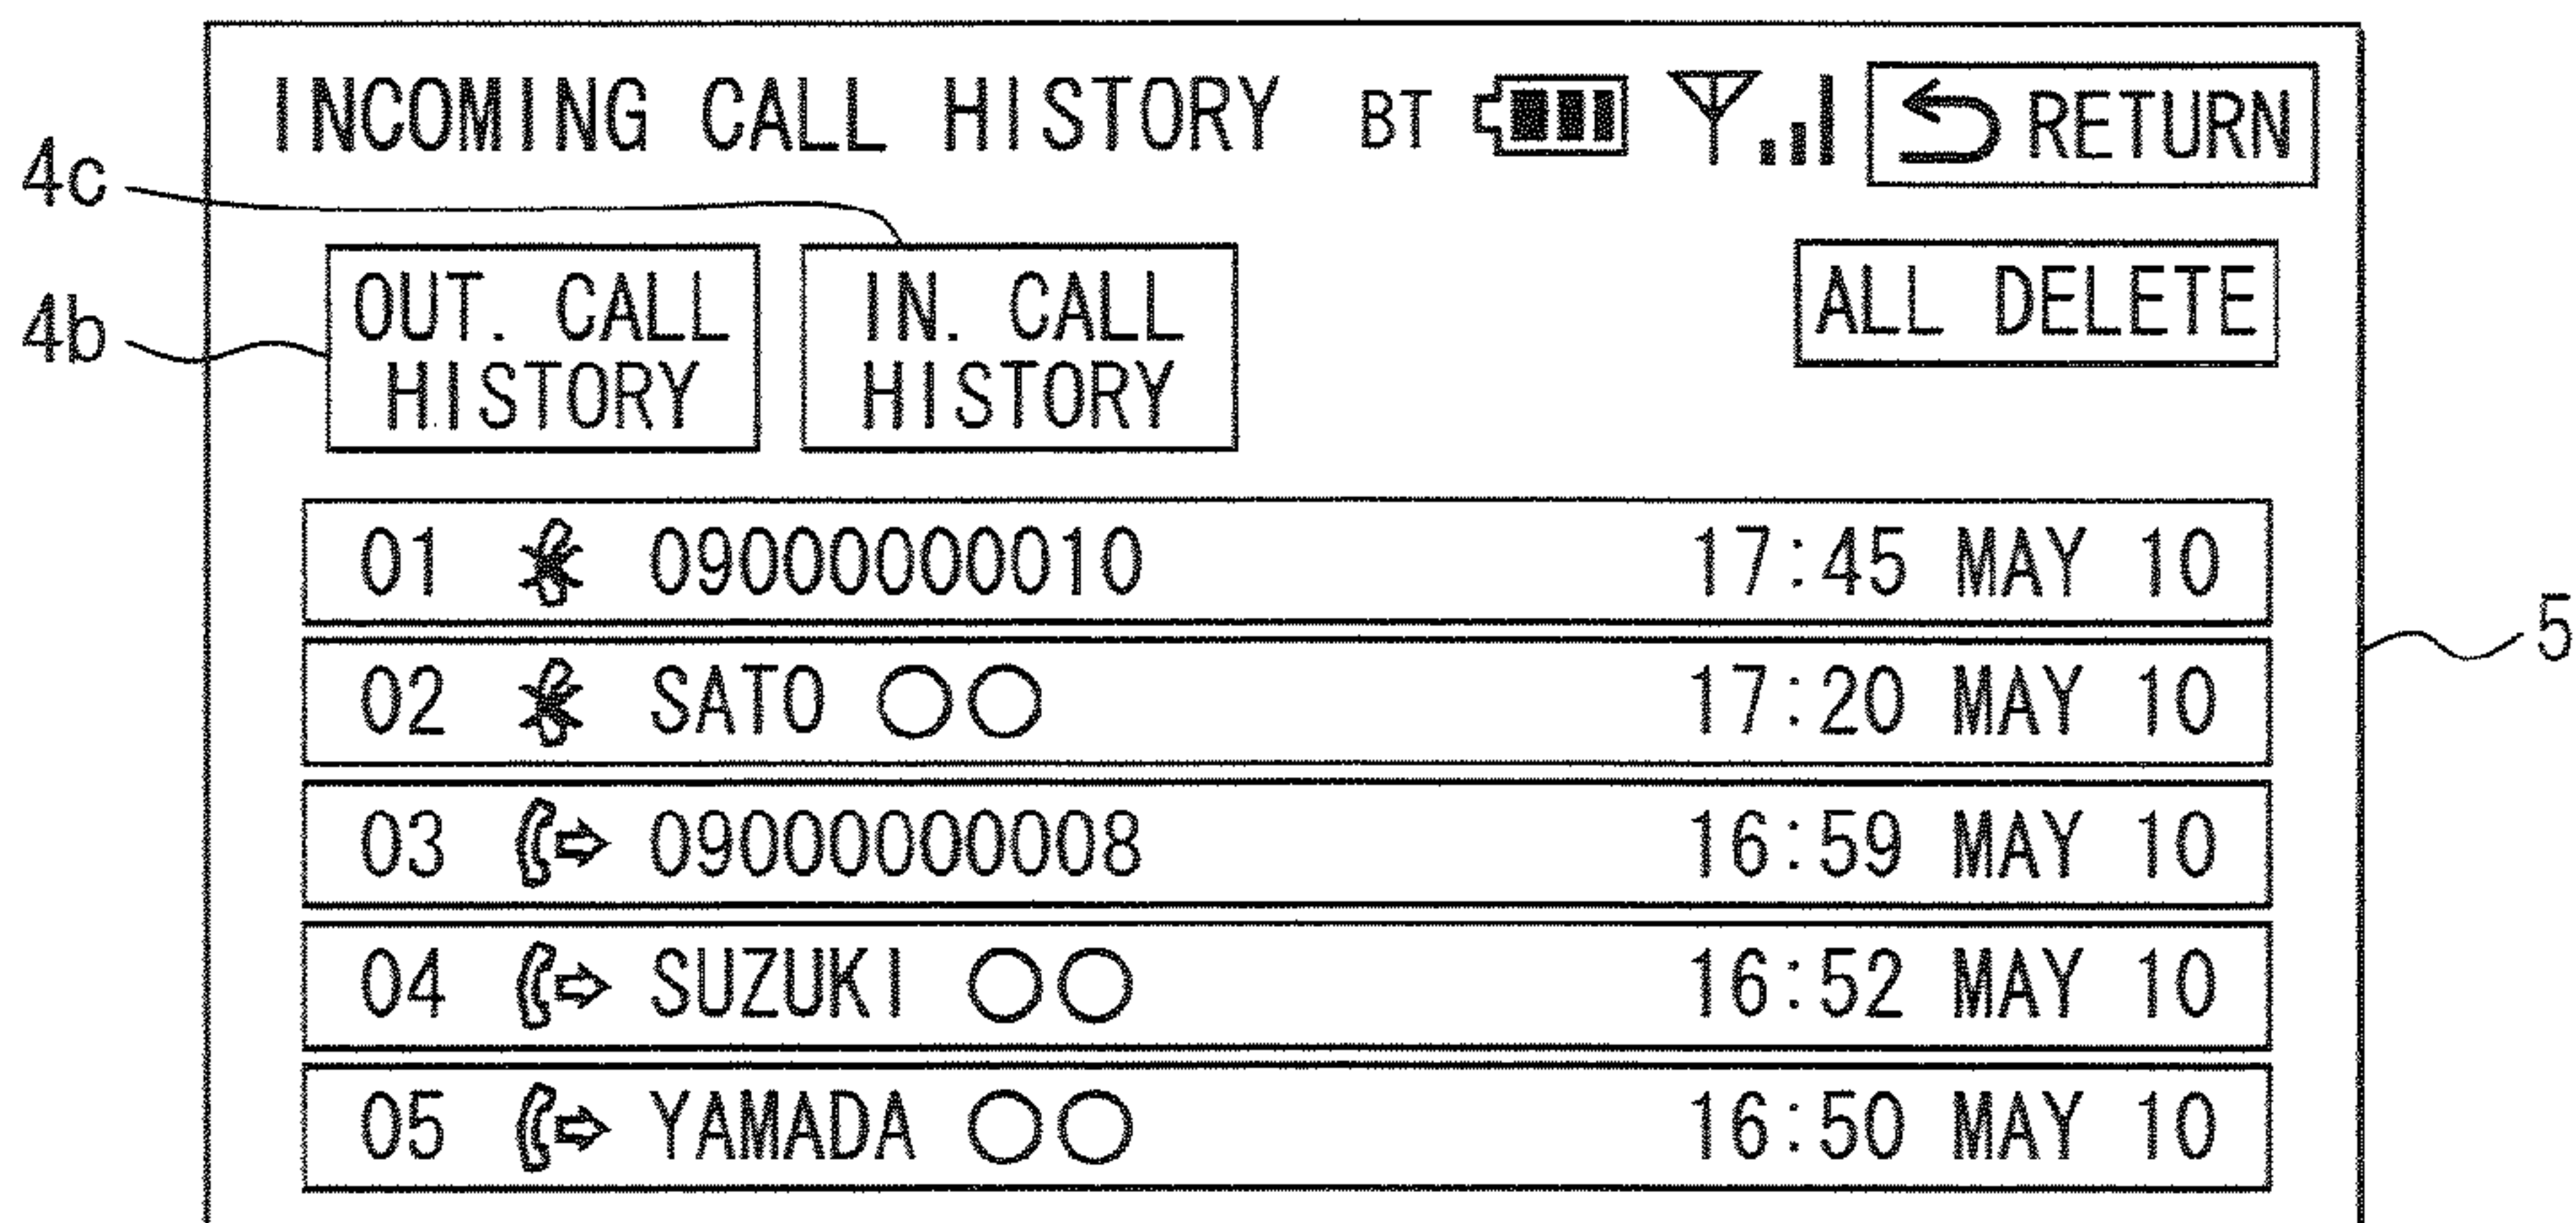 INCOMING CALL HISTORY BT RETURN
4c
OUT. CALL HISTORY
IN. CALL HISTORY
ALL DELETE
4b
01 09000000010 17:45 MAY 10
02 SATO ○○ 17:20 MAY 10
5
03 09000000008 16:59 MAY 10
04 SUZUKI ○○ 16:52 MAY 10
05 YAMADA ○○ 16:50 MAY 10